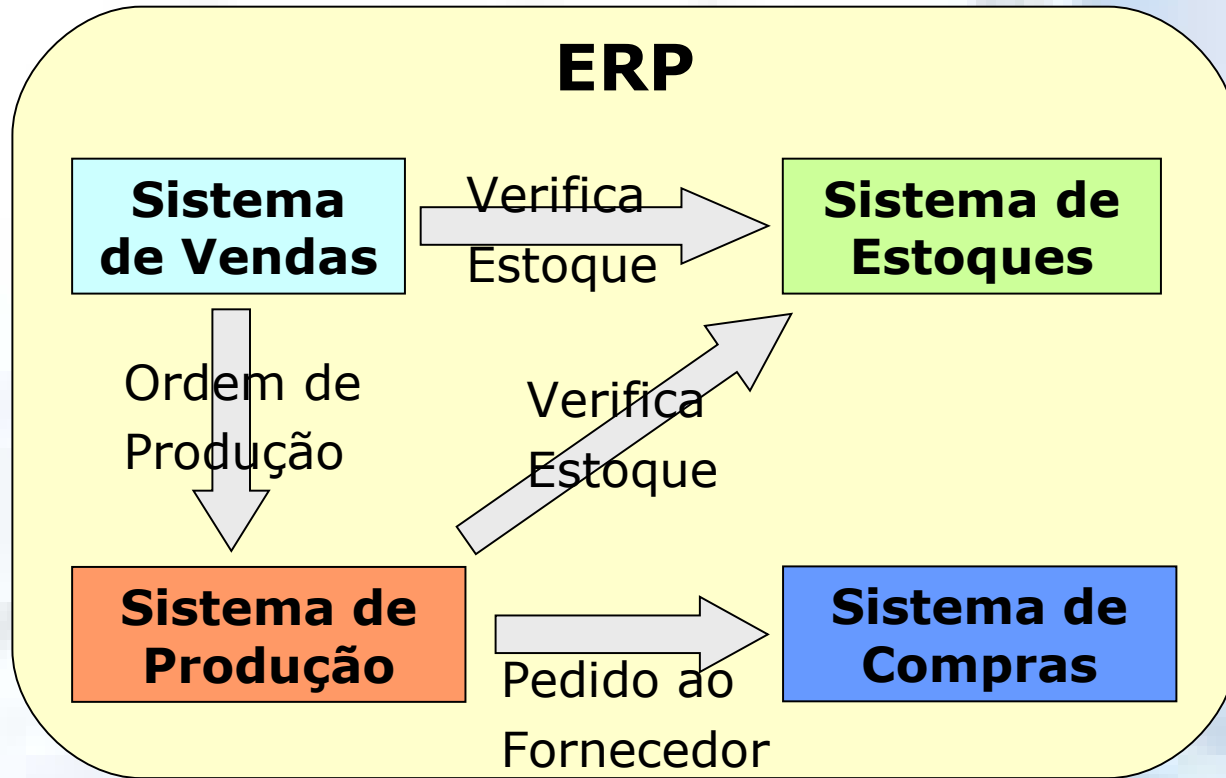 ERP
Sistema
de Vendas
Verifica
Estoque
Sistema de
Estoques
Ordem de
Produção
Verifica
Estoque
Sistema de
Produção
Pedido ao
Fornecedor
Sistema de
Compras